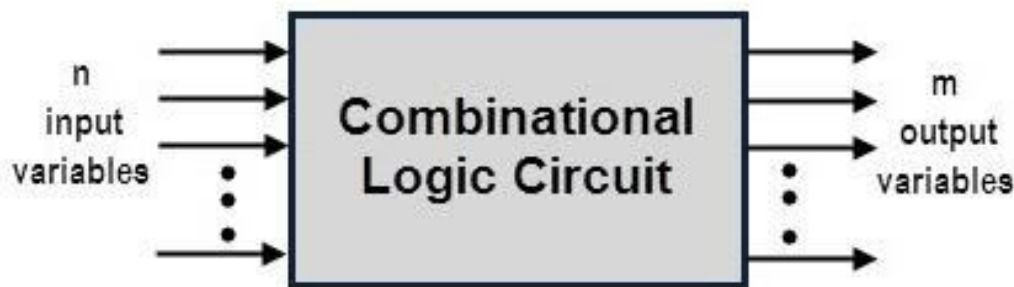 n
input
variables
Combinational
Logic Circuit
m
output
variables